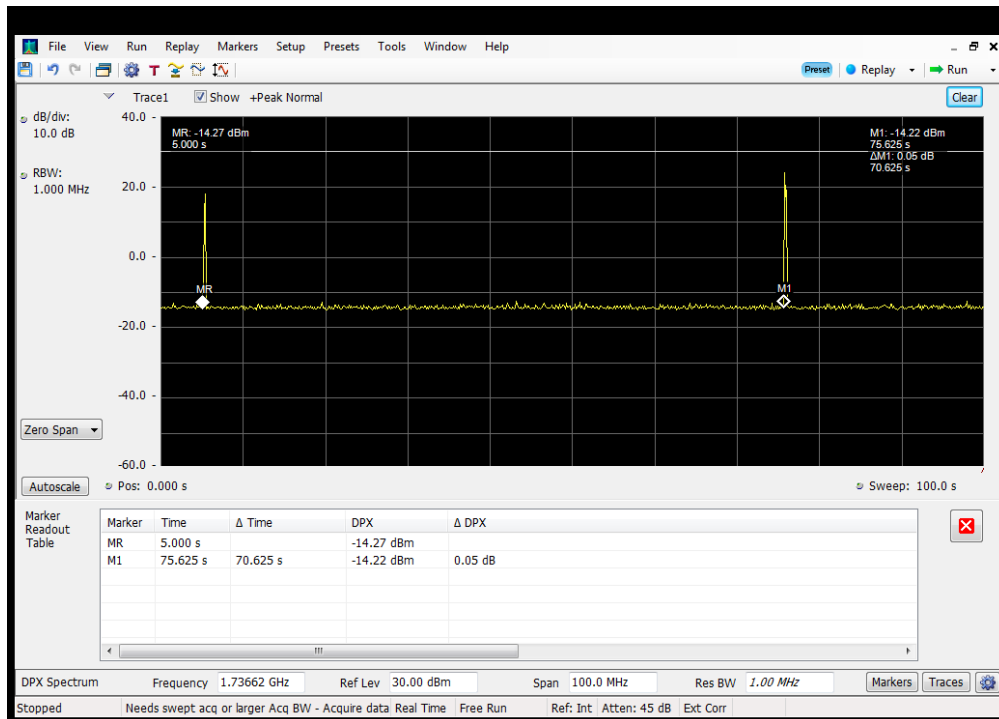 File View Run Replay Markers Setup Presets Tools Window Help
T Preset Replay Run
Trace1 Show +Peak Normal Clear
dB/div:
10.0 dB
RBW:
1.000 MHz
40.0
20.0
0.0
-20.0
-40.0
-60.0
MR: -14.27 dBm
5.000 s
M1: -14.22 dBm
75.625 s
ΔM1: 0.05 dB
70.625 s
MR
M1
Zero Span
Autoscale Pos: 0.000 s Sweep: 100.0 s
Marker
Readout
Table
Marker Time Δ Time DPX Δ DPX
MR 5.000 s -14.27 dBm
M1 75.625 s 70.625 s -14.22 dBm 0.05 dB
DPX Spectrum Frequency 1.73662 GHz Ref Lev 30.00 dBm Span 100.0 MHz Res BW 1.00 MHz Markers Traces
Stopped Needs swept acq or larger Acq BW - Acquire data Real Time Free Run Ref: Int Atten: 45 dB Ext Corr